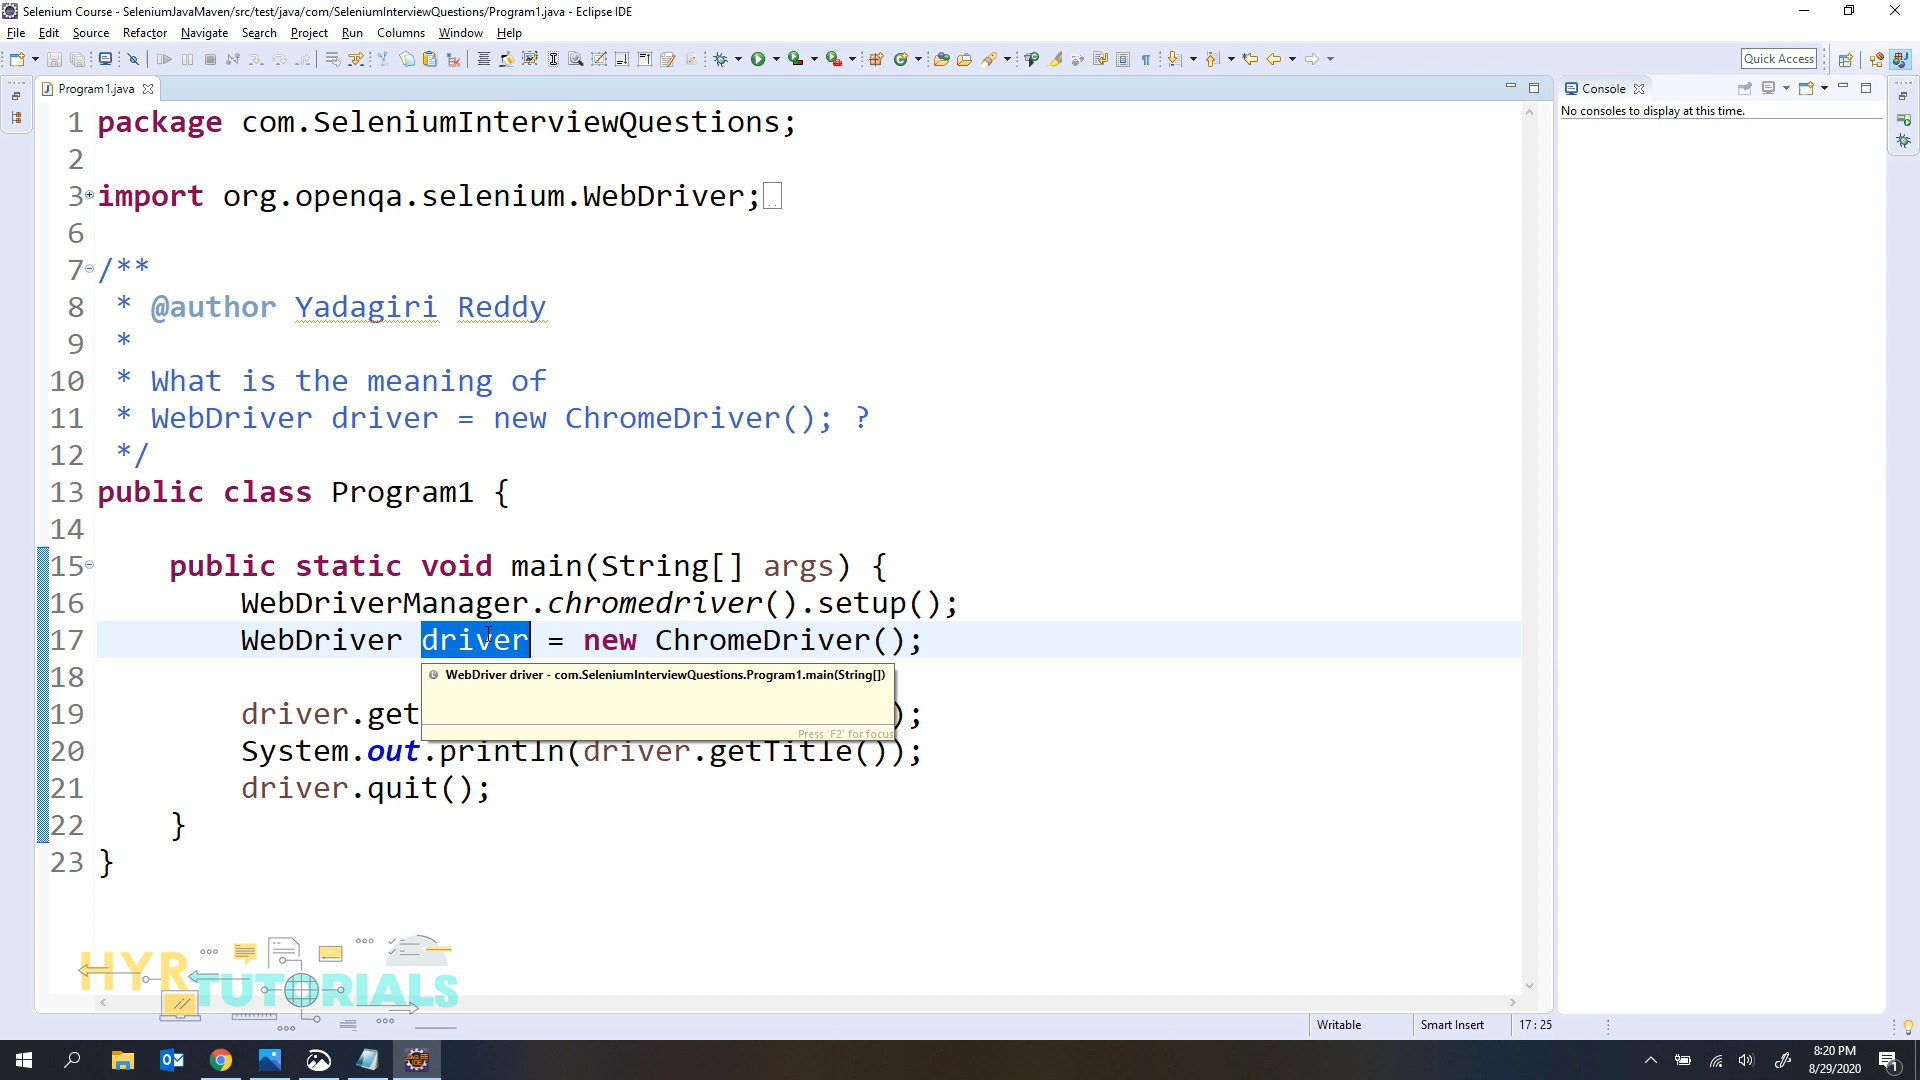 Selenium Course - SeleniumJavaMaven/src/test/java/com/SeleniumInterviewQuestions/Program1.java - Eclipse IDE
File Edit Source Refactor Navigate Search Project Run Columns Window Help
Quick Access
Program1.java
Console
No consoles to display at this time.
1 package com.SeleniumInterviewQuestions;
2
3 import org.openqa.selenium.WebDriver;
6
7 /**
8 * @author Yadagiri Reddy
9 *
10 * What is the meaning of
11 * WebDriver driver = new ChromeDriver(); ?
12 */
13 public class Program1 {
14
15 public static void main(String[] args) {
16 WebDriverManager.chromedriver().setup();
17 WebDriver driver = new ChromeDriver();
WebDriver driver - com.SeleniumInterviewQuestions.Program1.main(String[])
18
19 driver.get );
Press 'F2' for focus
20 System.out.println(driver.getTitle());
21 driver.quit();
22 }
23 }
HYR
TUTORIALS
Writable Smart Insert 17 : 25
8:20 PM
8/29/2020
1